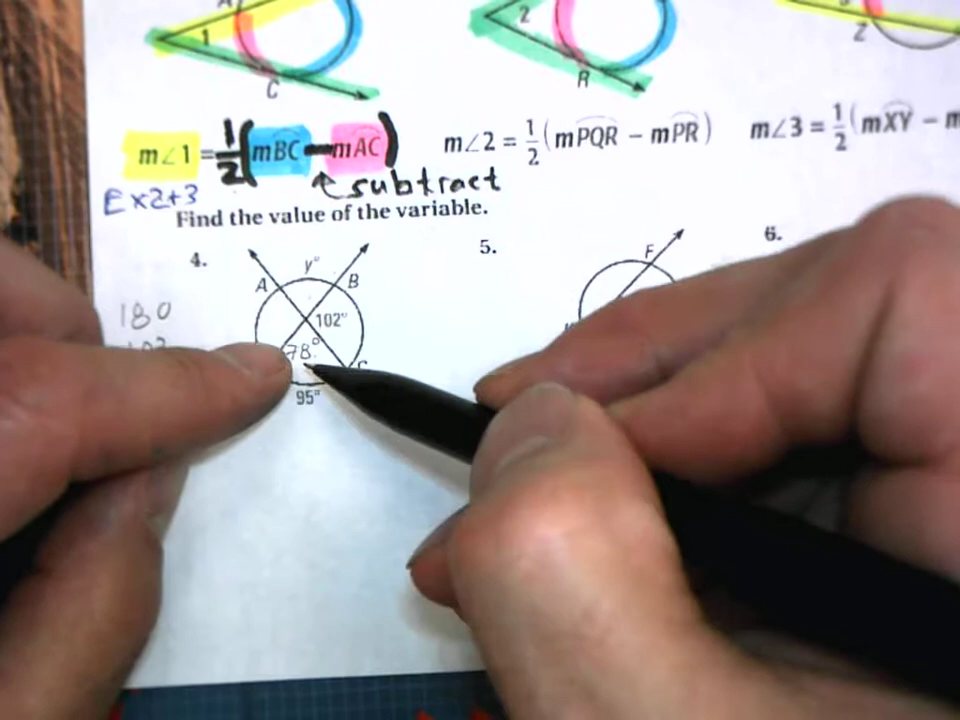 1
2
C
R
Z
m∠1 = 1/2 (mBC - mAC)
m∠2 = 1/2 (mPQR − mPR)
m∠3 = 1/2 (mXY − m
subtract
Ex2+3
Find the value of the variable.
4.
5.
6.
y°
A
B
F
102°
180
78°
C
95°